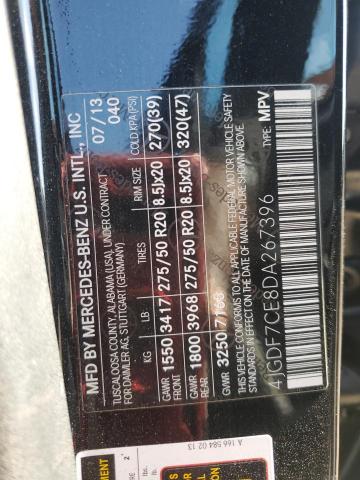 MFD BY MERCEDES-BENZ U.S. INTL., INC
TUSCALOOSA COUNTY, ALABAMA (USA), UNDER CONTRACT
FOR DAIMLER AG, STUTTGART (GERMANY)
07/13
040
KG LB TIRES RIM SIZE COLD KPA (PSI)
GAWR FRONT 1550 3417 275/50 R20 8.5x20 270(39)
GAWR REAR 1800 3968 275/50 R20 8.5x20 320(47)
GVWR 3250 7165
THIS VEHICLE CONFORMS TO ALL APPLICABLE FEDERAL MOTOR VEHICLE SAFETY
STANDARDS IN EFFECT ON THE DATE OF MANUFACTURE SHOWN ABOVE.
4JGDF7CE8DA267396 TYPE: MPV
A 166 584 02 13